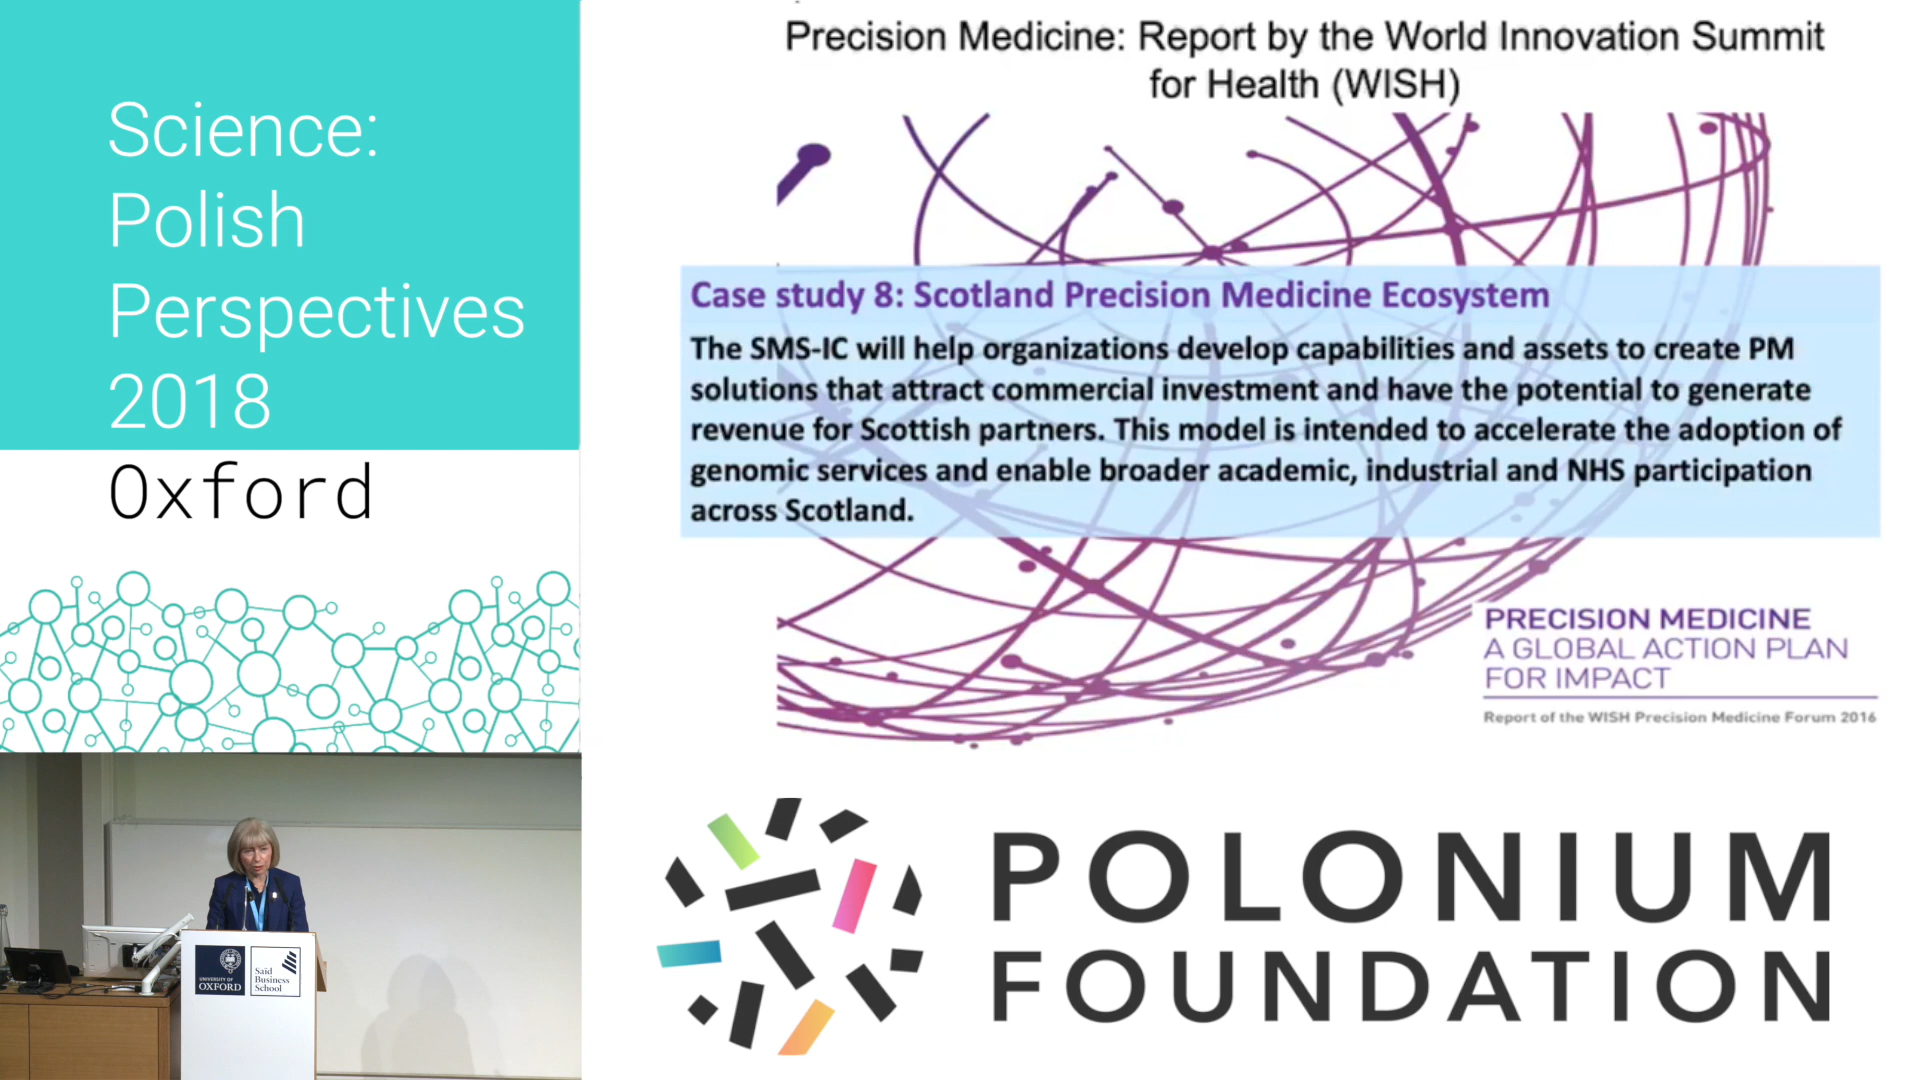 Science:
Polish
Perspectives
2018
Oxford
Precision Medicine: Report by the World Innovation Summit
for Health (WISH)
Case study 8: Scotland Precision Medicine Ecosystem
The SMS-IC will help organizations develop capabilities and assets to create PM
solutions that attract commercial investment and have the potential to generate
revenue for Scottish partners. This model is intended to accelerate the adoption of
genomic services and enable broader academic, industrial and NHS participation
across Scotland.
PRECISION MEDICINE
A GLOBAL ACTION PLAN
FOR IMPACT
Report of the WISH Precision Medicine Forum 2016
UNIVERSITY OF
OXFORD
Saïd
Business
School
POLONIUM
FOUNDATION